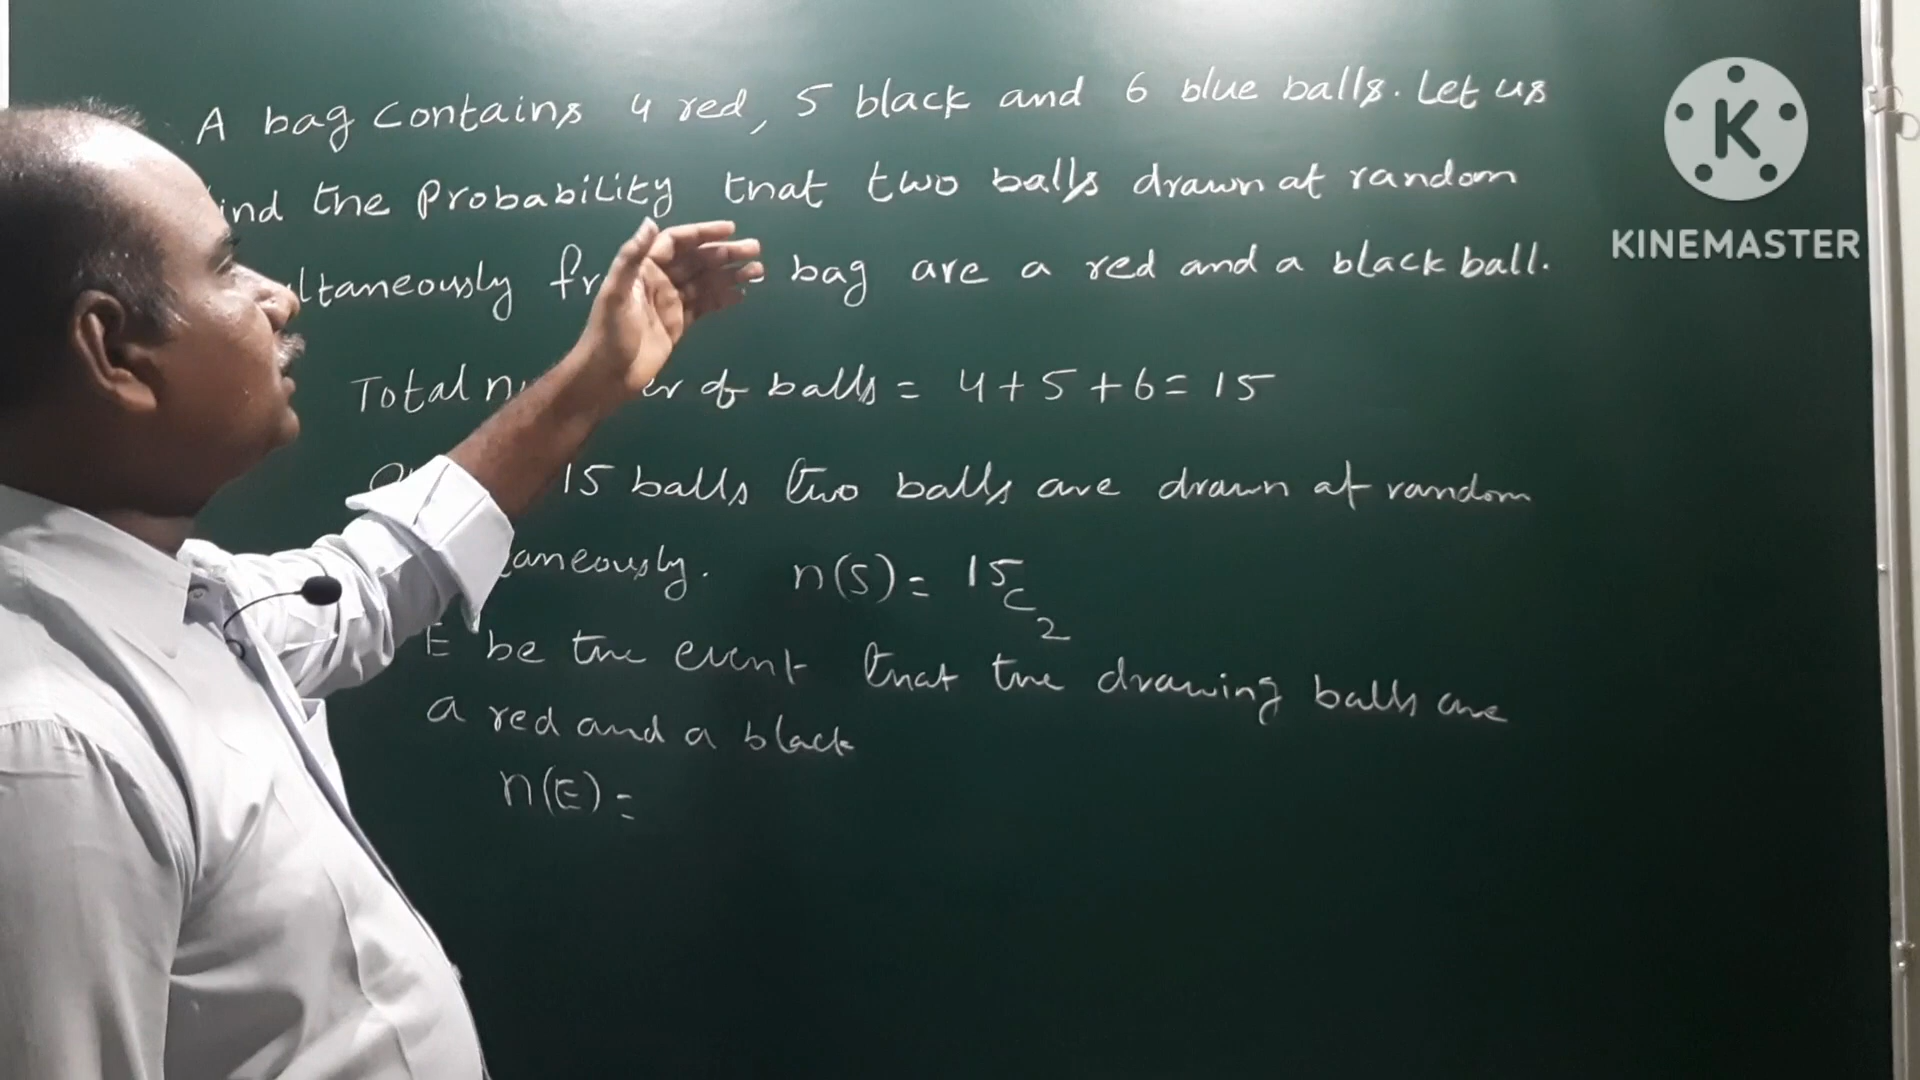 A bag contains 4 red, 5 black and 6 blue balls. Let us
ind the Probability that two balls drawn at random
ltaneously fr bag are a red and a black ball.
Total n er of balls = 4 + 5 + 6 = 15
15 balls two balls are drawn at random
taneously. n(S) = 15C2
E be the event that the drawing balls are
a red and a black
n(E) =
K
KINEMASTER